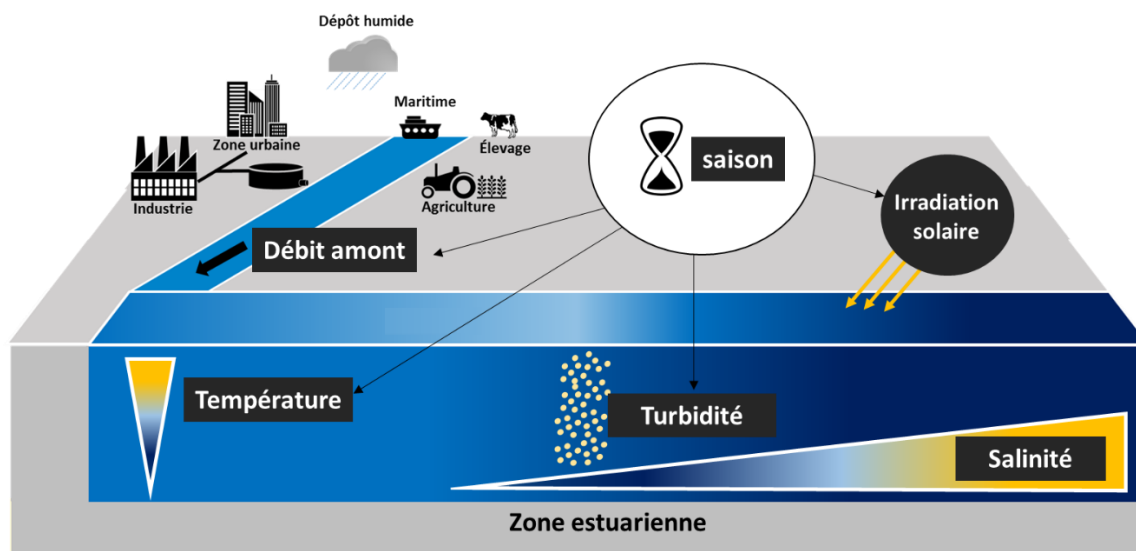 Dépôt humide
Maritime
Zone urbaine
Élevage
Industrie
Agriculture
saison
Irradiation
solaire
Débit amont
Température
Turbidité
Salinité
Zone estuarienne